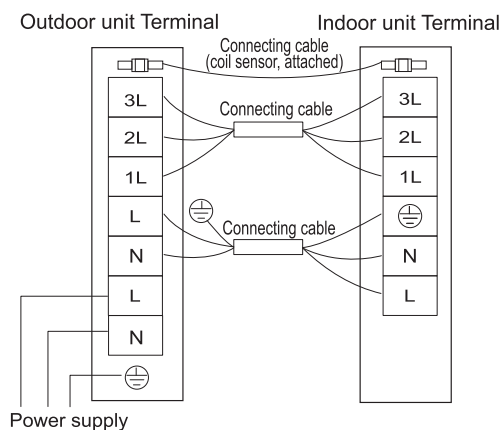 Outdoor unit Terminal
Indoor unit Terminal
Connecting cable
(coil sensor, attached)
3L
2L
1L
L
N
L
N
Connecting cable
Connecting cable
3L
2L
1L
N
L
Power supply